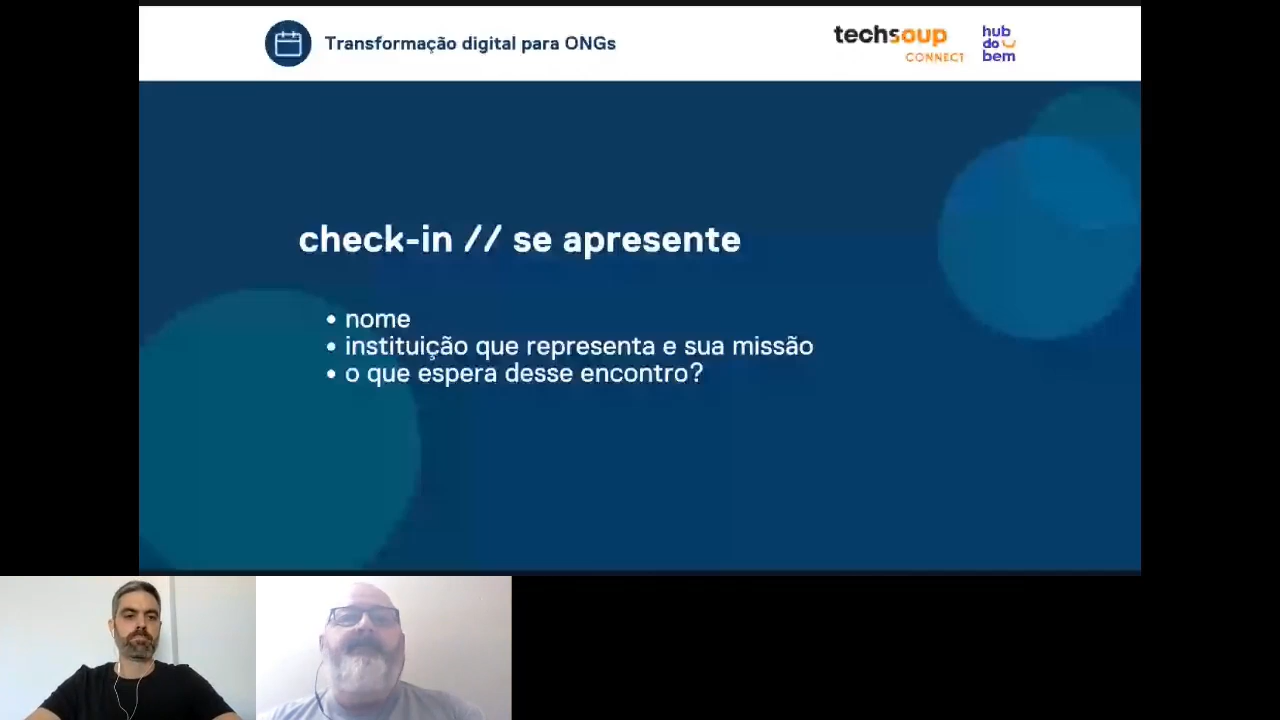 Transformação digital para ONGs
techsoup
CONNECT
hub
do
bem
check-in // se apresente
• nome
• instituição que representa e sua missão
• o que espera desse encontro?